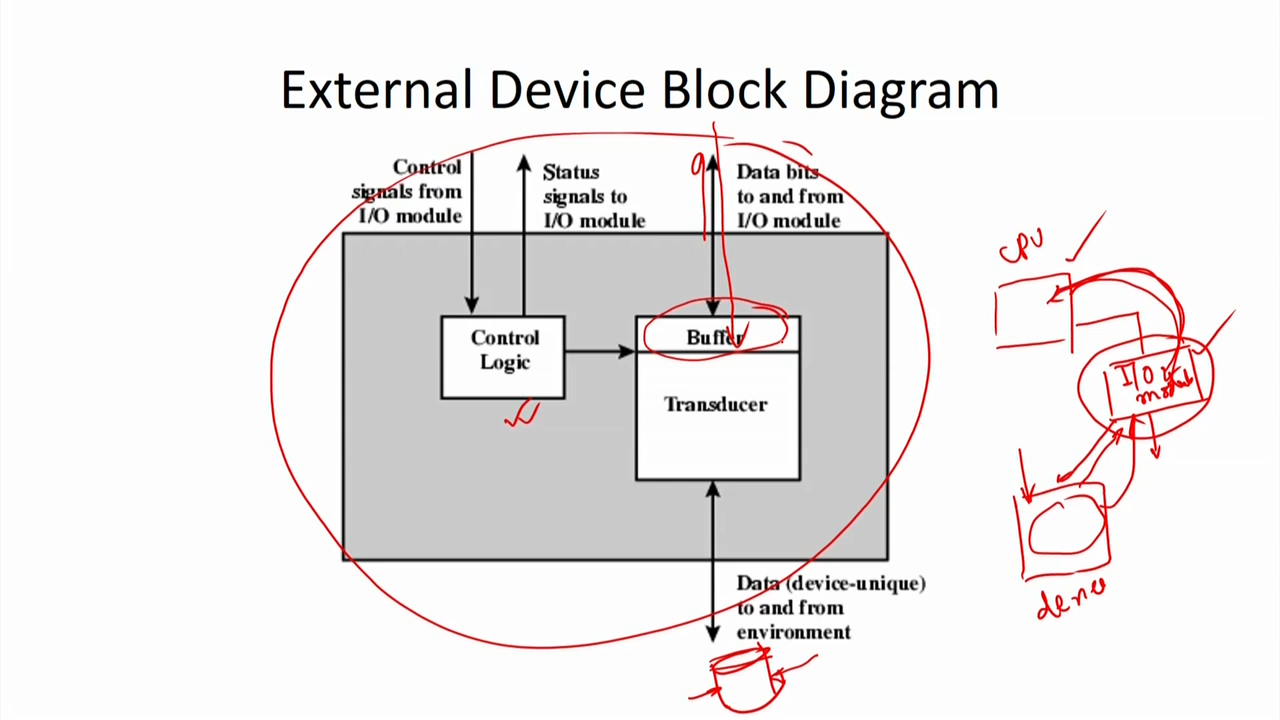 External Device Block Diagram
Control
signals from
I/O module
Status
signals to
I/O module
Data bits
to and from
I/O module
Control
Logic
Buffer
Transducer
Data (device-unique)
to and from
environment
CPU
I/O